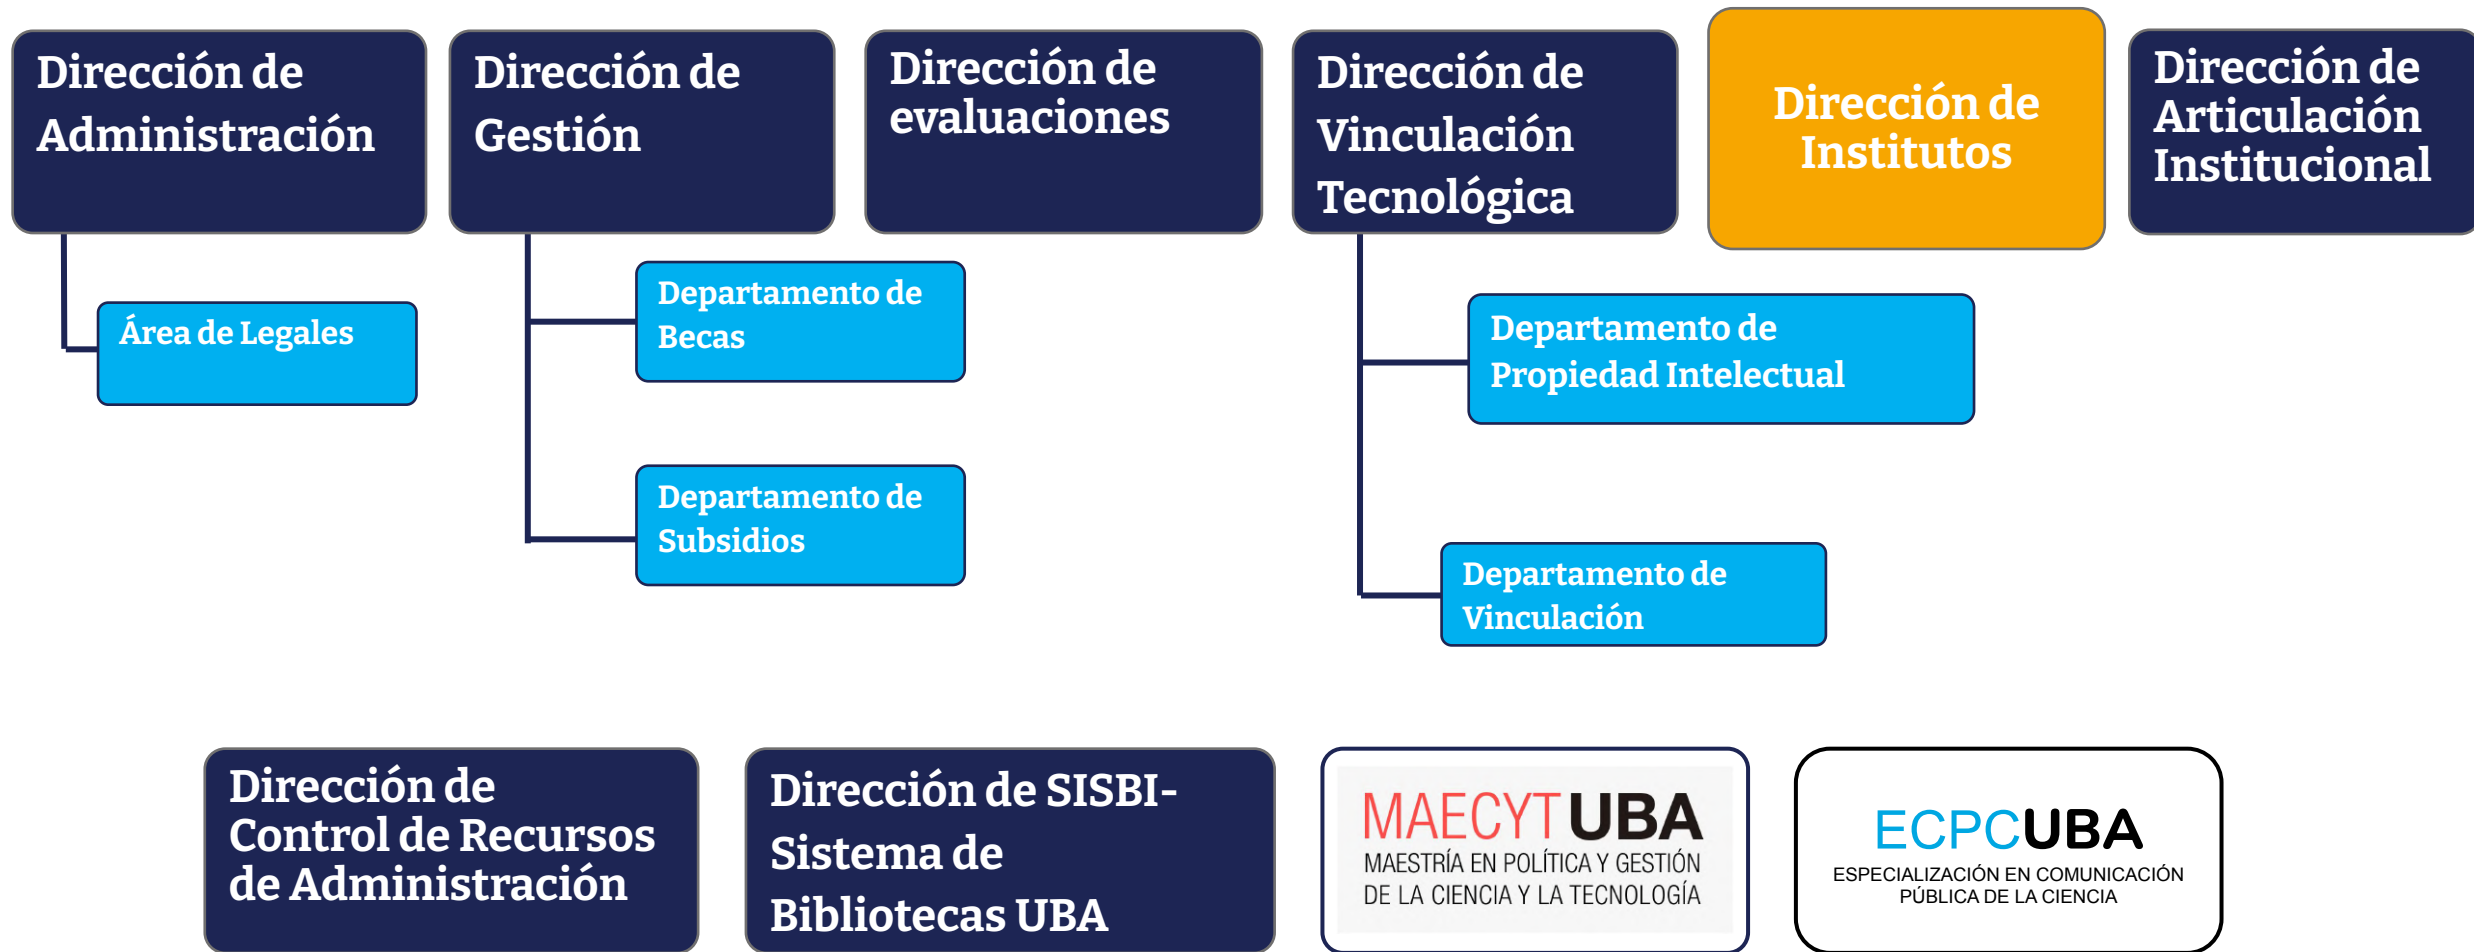 Dirección de
Administración
Dirección de
Gestión
Dirección de
evaluaciones
Dirección de
Vinculación
Tecnológica
Dirección de
Institutos
Dirección de
Articulación
Institucional
Área de Legales
Departamento de
Becas
Departamento de
Subsidios
Departamento de
Propiedad Intelectual
Departamento de
Vinculación
Dirección de
Control de Recursos
de Administración
Dirección de SISBI-
Sistema de
Bibliotecas UBA
MAECYT UBA
MAESTRÍA EN POLÍTICA Y GESTIÓN
DE LA CIENCIA Y LA TECNOLOGÍA
ECPCUBA
ESPECIALIZACIÓN EN COMUNICACIÓN
PÚBLICA DE LA CIENCIA